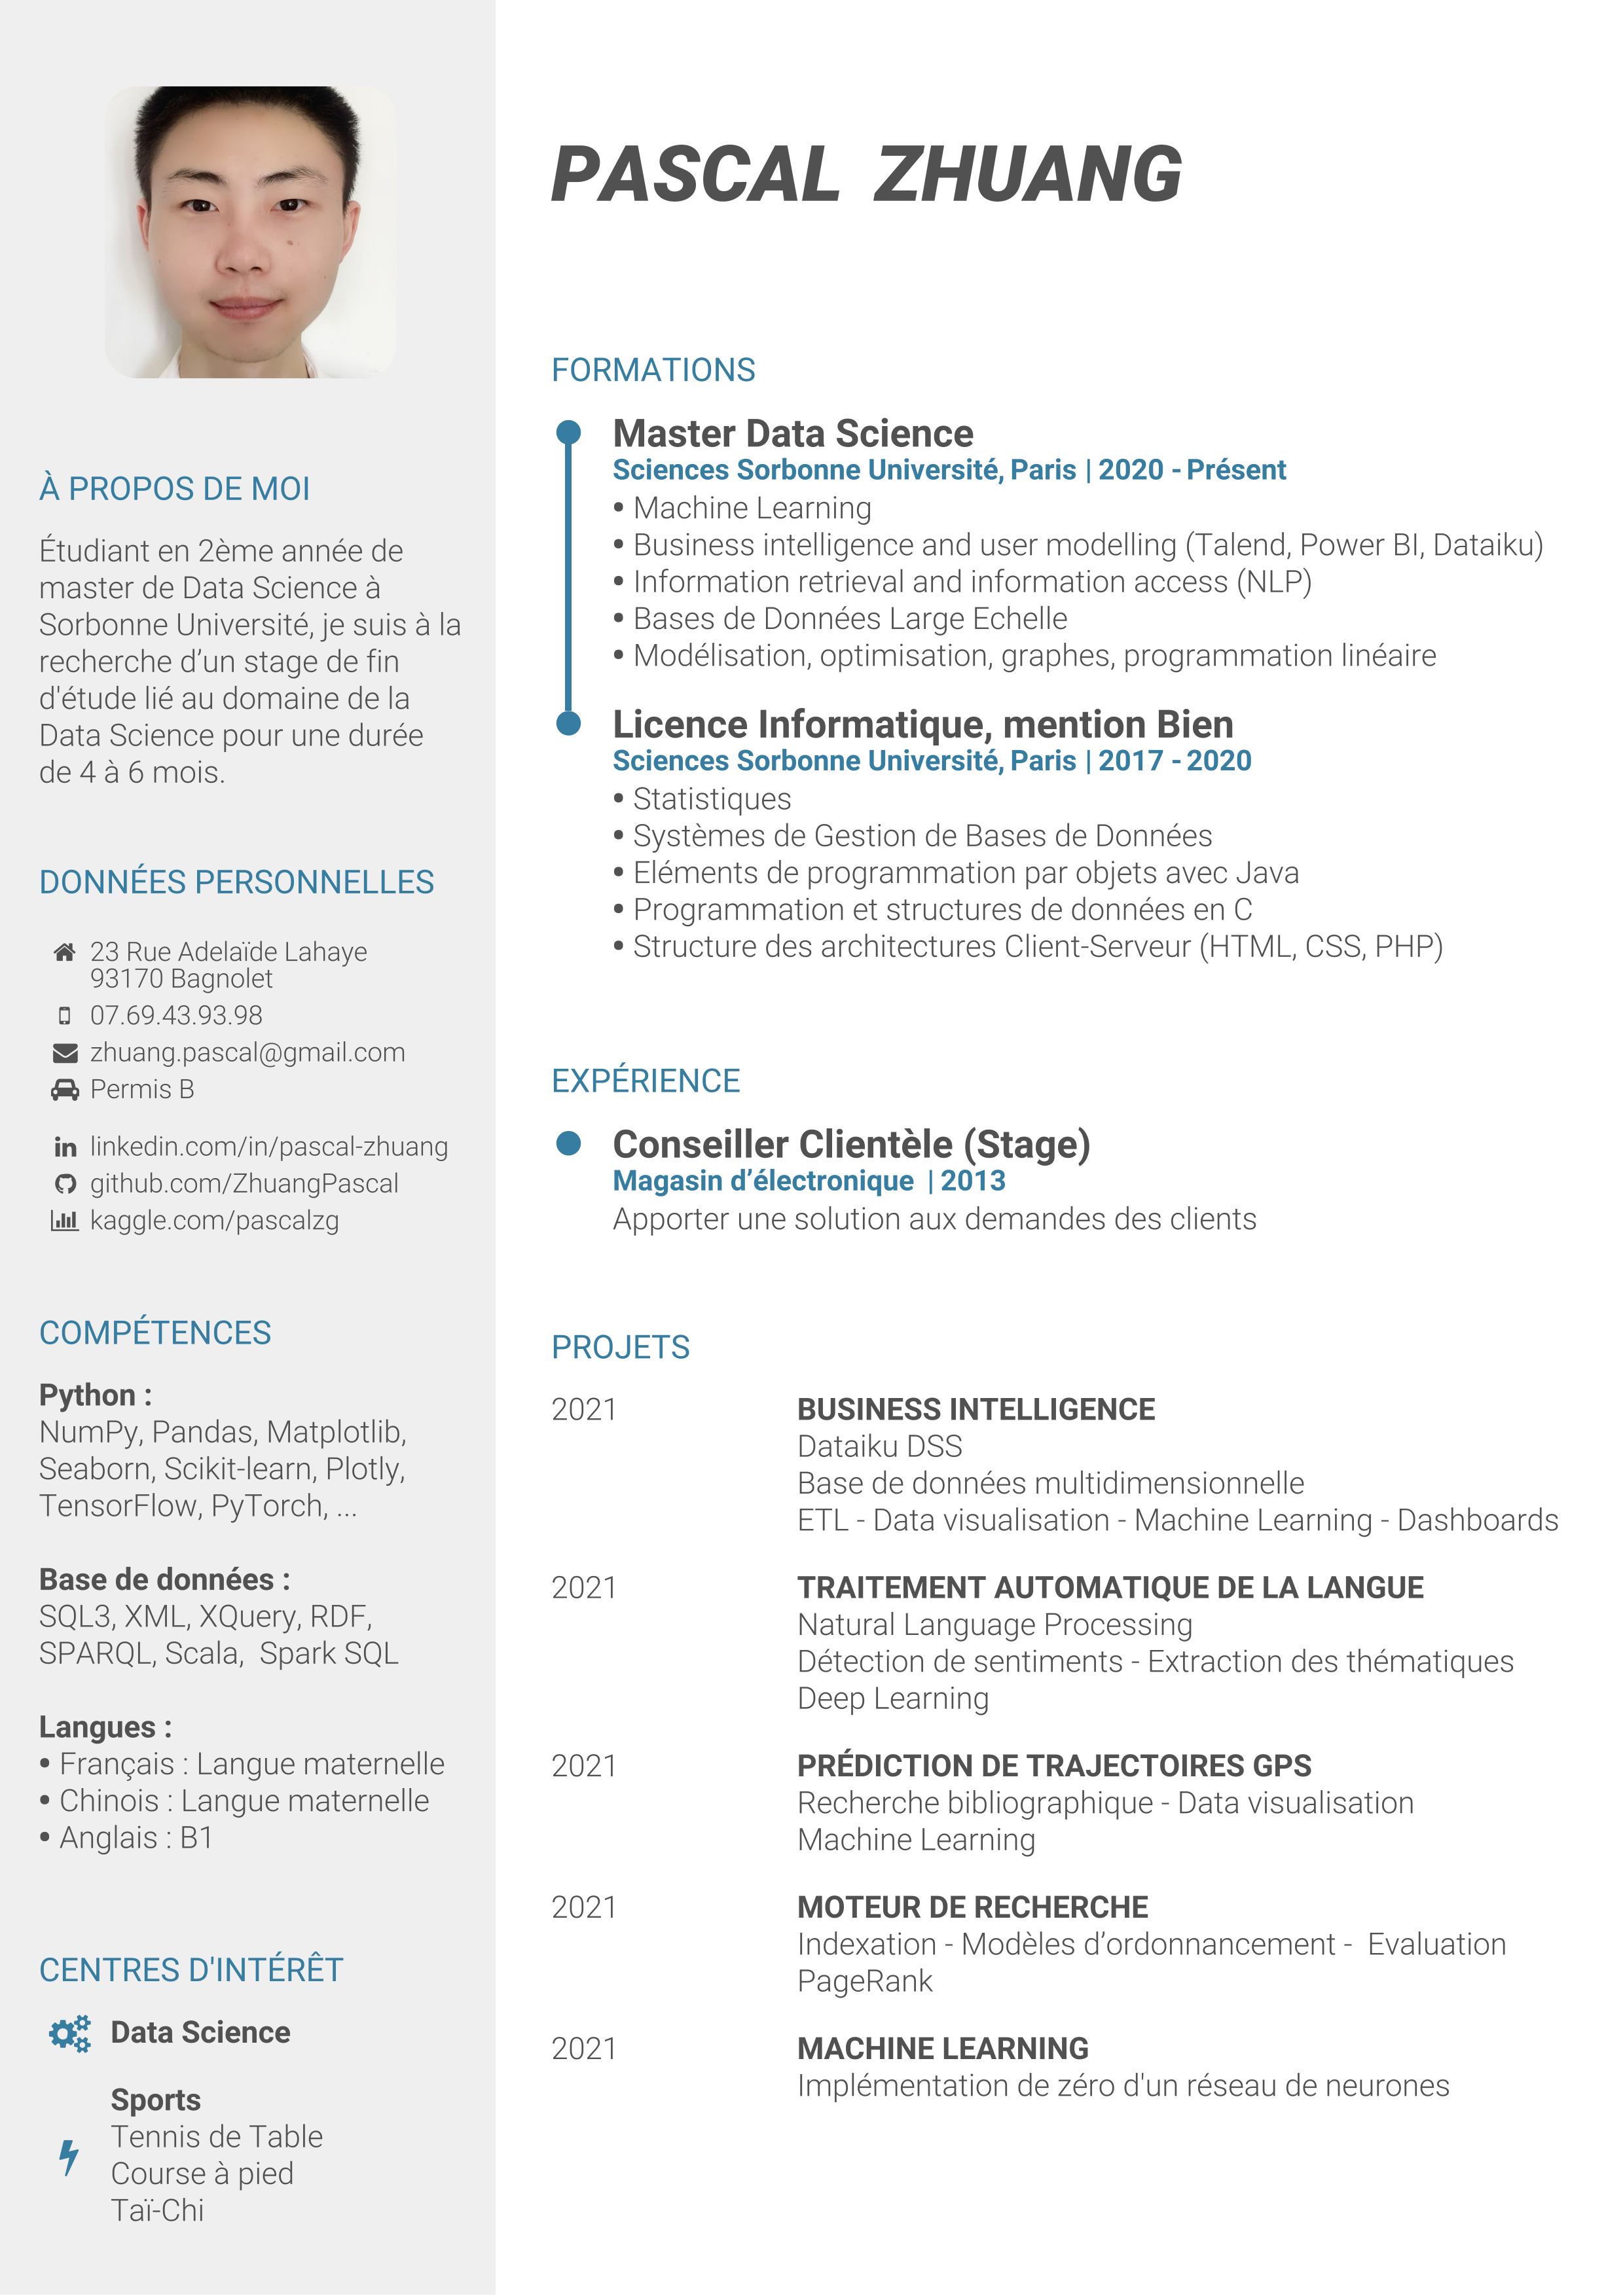 PASCAL ZHUANG
À PROPOS DE MOI
Étudiant en 2ème année de
master de Data Science à
Sorbonne Université, je suis à la
recherche d’un stage de fin
d'étude lié au domaine de la
Data Science pour une durée
de 4 à 6 mois.
DONNÉES PERSONNELLES
23 Rue Adelaïde Lahaye
93170 Bagnolet
07.69.43.93.98
zhuang.pascal@gmail.com
Permis B
linkedin.com/in/pascal-zhuang
github.com/ZhuangPascal
kaggle.com/pascalzg
COMPÉTENCES
Python :
NumPy, Pandas, Matplotlib,
Seaborn, Scikit-learn, Plotly,
TensorFlow, PyTorch, ...
Base de données :
SQL3, XML, XQuery, RDF,
SPARQL, Scala,  Spark SQL
Langues :
• Français : Langue maternelle
• Chinois : Langue maternelle
• Anglais : B1
CENTRES D'INTÉRÊT
Data Science
Sports
Tennis de Table
Course à pied
Taï-Chi
FORMATIONS
Master Data Science
Sciences Sorbonne Université, Paris | 2020 - Présent
• Machine Learning
• Business intelligence and user modelling (Talend, Power BI, Dataiku)
• Information retrieval and information access (NLP)
• Bases de Données Large Echelle
• Modélisation, optimisation, graphes, programmation linéaire
Licence Informatique, mention Bien
Sciences Sorbonne Université, Paris | 2017 - 2020
• Statistiques
• Systèmes de Gestion de Bases de Données
• Eléments de programmation par objets avec Java
• Programmation et structures de données en C
• Structure des architectures Client-Serveur (HTML, CSS, PHP)
EXPÉRIENCE
Conseiller Clientèle (Stage)
Magasin d’électronique | 2013
Apporter une solution aux demandes des clients
PROJETS
2021 BUSINESS INTELLIGENCE
Dataiku DSS
Base de données multidimensionnelle
ETL - Data visualisation - Machine Learning - Dashboards
2021 TRAITEMENT AUTOMATIQUE DE LA LANGUE
Natural Language Processing
Détection de sentiments - Extraction des thématiques
Deep Learning
2021 PRÉDICTION DE TRAJECTOIRES GPS
Recherche bibliographique - Data visualisation
Machine Learning
2021 MOTEUR DE RECHERCHE
Indexation - Modèles d’ordonnancement -  Evaluation
PageRank
2021 MACHINE LEARNING
Implémentation de zéro d'un réseau de neurones